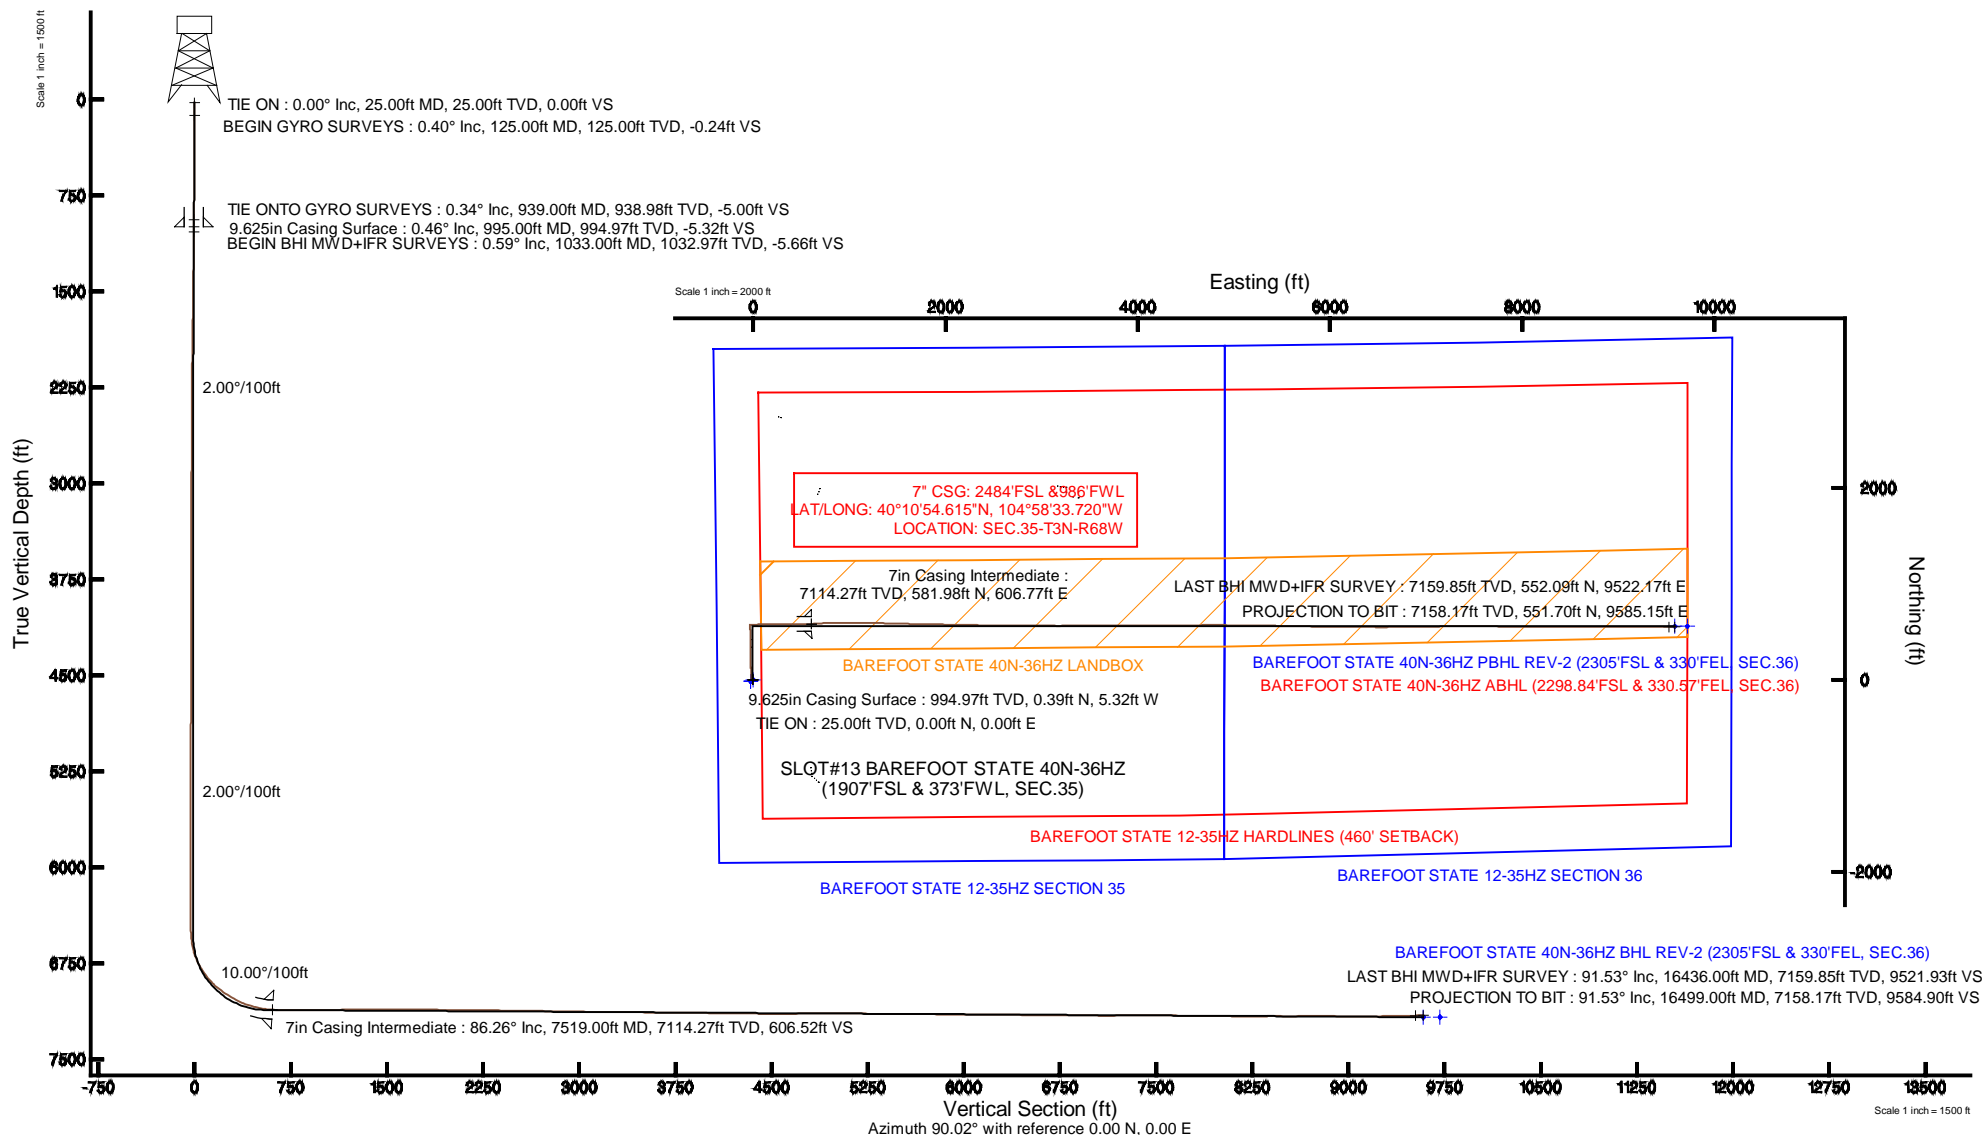 Scale 1 inch = 1500 ft
TIE ON : 0.00° Inc, 25.00ft MD, 25.00ft TVD, 0.00ft VS
BEGIN GYRO SURVEYS : 0.40° Inc, 125.00ft MD, 125.00ft TVD, -0.24ft VS
TIE ONTO GYRO SURVEYS : 0.34° Inc, 939.00ft MD, 938.98ft TVD, -5.00ft VS
9.625in Casing Surface : 0.46° Inc, 995.00ft MD, 994.97ft TVD, -5.32ft VS
BEGIN BHI MWD+IFR SURVEYS : 0.59° Inc, 1033.00ft MD, 1032.97ft TVD, -5.66ft VS
True Vertical Depth (ft)
0
750
1500
2250
3000
3750
4500
5250
6000
6750
7500
2.00°/100ft
2.00°/100ft
10.00°/100ft
Scale 1 inch = 2000 ft
Easting (ft)
0 2000 4000 6000 8000 10000
7" CSG: 2484'FSL &986'FWL
LAT/LONG: 40°10'54.615"N, 104°58'33.720"W
LOCATION: SEC.35-T3N-R68W
7in Casing Intermediate :
7114.27ft TVD, 581.98ft N, 606.77ft E
LAST BHI MWD+IFR SURVEY : 7159.85ft TVD, 552.09ft N, 9522.17ft E
PROJECTION TO BIT : 7158.17ft TVD, 551.70ft N, 9585.15ft E
BAREFOOT STATE 40N-36HZ LANDBOX
BAREFOOT STATE 40N-36HZ PBHL REV-2 (2305'FSL & 330'FEL, SEC.36)
BAREFOOT STATE 40N-36HZ ABHL (2298.84'FSL & 330.57'FEL, SEC.36)
9.625in Casing Surface : 994.97ft TVD, 0.39ft N, 5.32ft W
TIE ON : 25.00ft TVD, 0.00ft N, 0.00ft E
SLOT#13 BAREFOOT STATE 40N-36HZ
(1907'FSL & 373'FWL, SEC.35)
BAREFOOT STATE 12-35HZ HARDLINES (460' SETBACK)
BAREFOOT STATE 12-35HZ SECTION 35
BAREFOOT STATE 12-35HZ SECTION 36
2000
0
-2000
Northing (ft)
BAREFOOT STATE 40N-36HZ BHL REV-2 (2305'FSL & 330'FEL, SEC.36)
LAST BHI MWD+IFR SURVEY : 91.53° Inc, 16436.00ft MD, 7159.85ft TVD, 9521.93ft VS
PROJECTION TO BIT : 91.53° Inc, 16499.00ft MD, 7158.17ft TVD, 9584.90ft VS
7in Casing Intermediate : 86.26° Inc, 7519.00ft MD, 7114.27ft TVD, 606.52ft VS
-750 0 750 1500 2250 3000 3750 4500 5250 6000 6750 7500 8250 9000 9750 10500 11250 12000 12750 13500
Vertical Section (ft)
Azimuth 90.02° with reference 0.00 N, 0.00 E
Scale 1 inch = 1500 ft